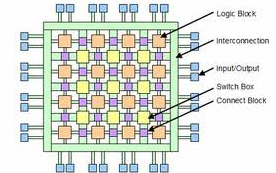 Logic Block
Interconnection
Input/Output
Switch Box
Connect Block